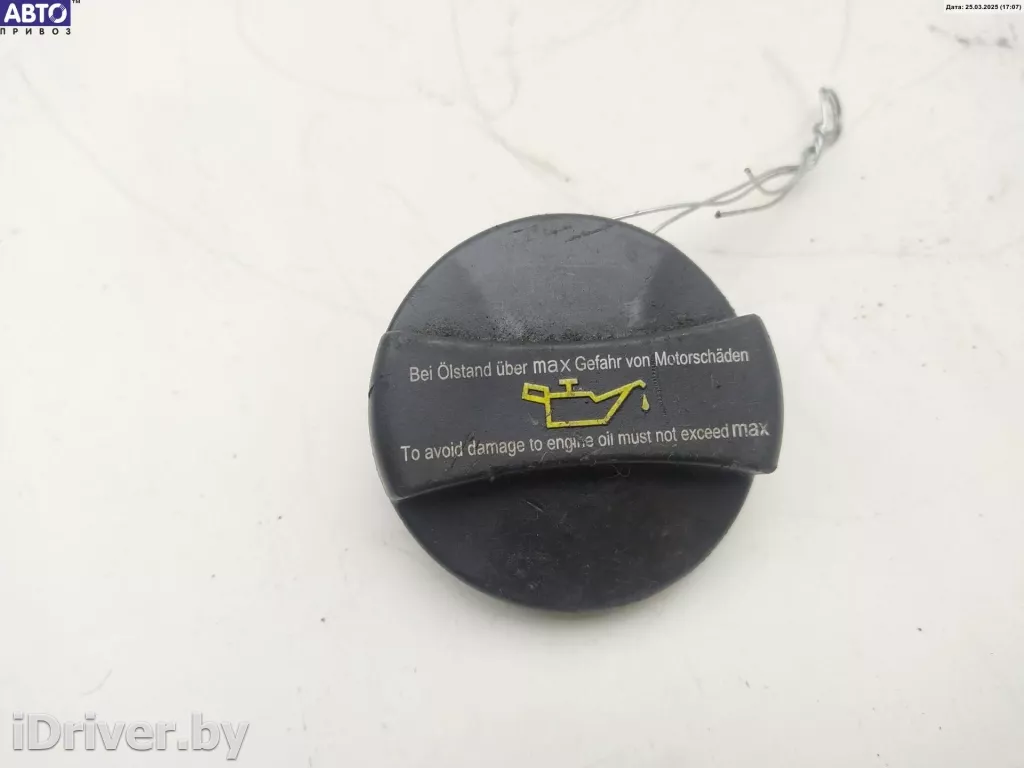 АВТО™
ПРИВОЗ
Дата: 25.03.2025 (17:07)
Bei Ölstand über max Gefahr von Motorschäden
To avoid damage to engine oil must not exceed max
iDriver.by